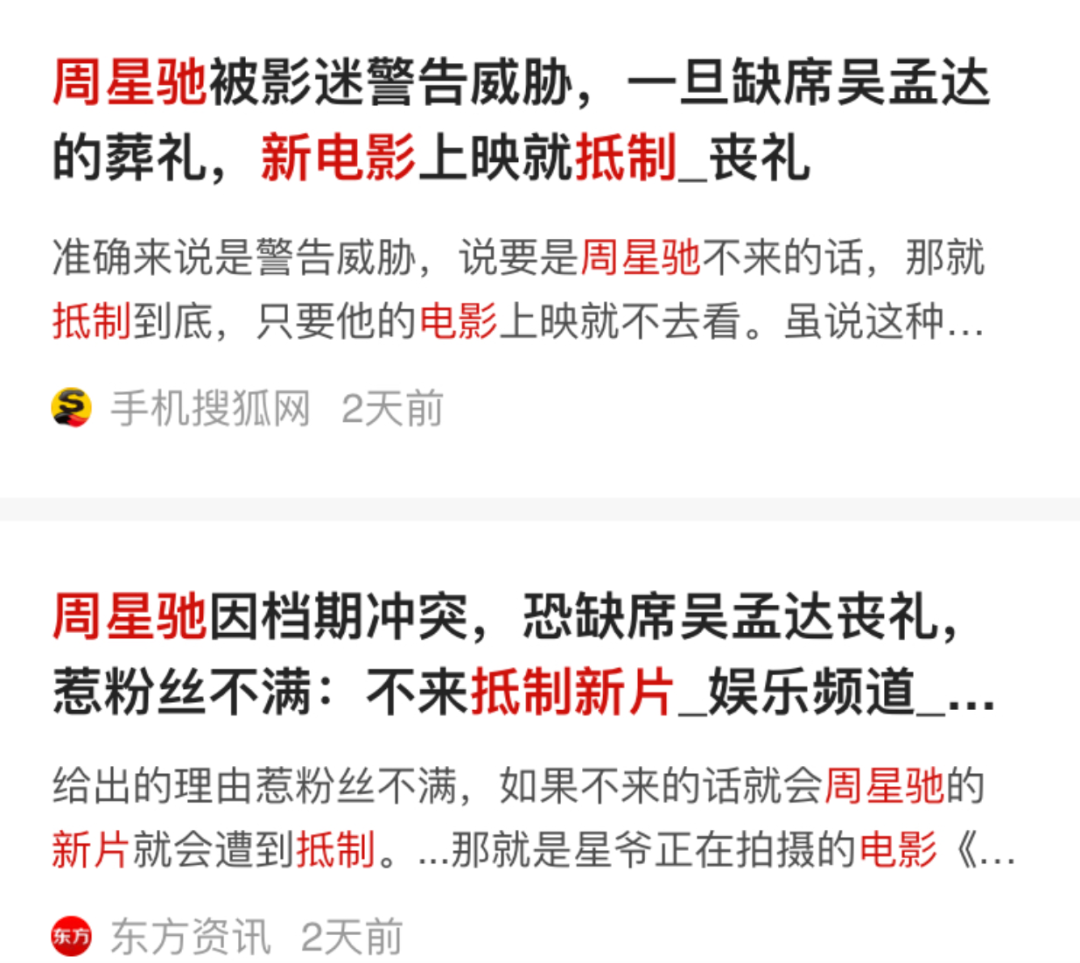 周星驰被影迷警告威胁，一旦缺席吴孟达
的葬礼，新电影上映就抵制_丧礼
准确来说是警告威胁，说要是周星驰不来的话，那就
抵制到底，只要他的电影上映就不去看。虽说这种...
手机搜狐网 2天前
周星驰因档期冲突，恐缺席吴孟达丧礼，
惹粉丝不满：不来抵制新片_娱乐频道_...
给出的理由惹粉丝不满，如果不来的话就会周星驰的
新片就会遭到抵制。...那就是星爷正在拍摄的电影《...
东方 东方资讯 2天前